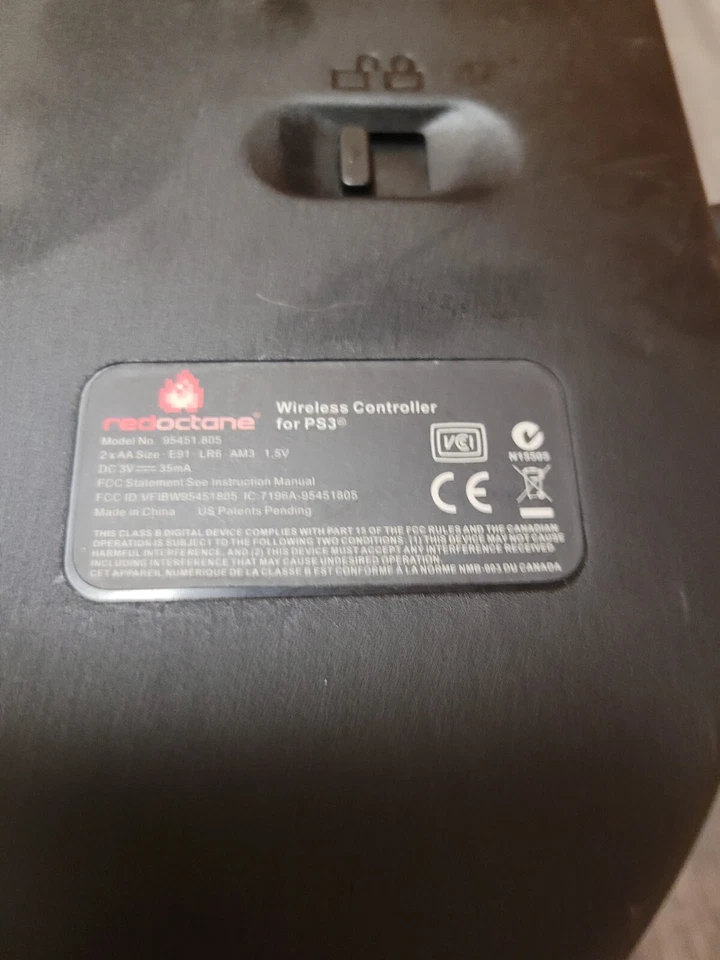 redoctane®
Wireless Controller
for PS3®
Model No. 95451.805
2 x AA Size E91 LR6 AM3 1.5V
DC 3V 35mA
FCC Statement See Instruction Manual
FCC ID:VFIBW95451805 IC:7196A-95451805
Made in China US Patents Pending
VCCI
N15505
CE
THIS CLASS B DIGITAL DEVICE COMPLIES WITH PART 15 OF THE FCC RULES AND THE CANADIAN
OPERATION IS SUBJECT TO THE FOLLOWING TWO CONDITIONS. (1) THIS DEVICE MAY NOT CAUSE
HARMFUL INTERFERENCE, AND (2) THIS DEVICE MUST ACCEPT ANY INTERFERENCE RECEIVED
INCLUDING INTERFERENCE THAT MAY CAUSE UNDESIRED OPERATION.
CET APPAREIL NUMÉRIQUE DE LA CLASSE B EST CONFORME À LA NORME NMB-003 DU CANADA